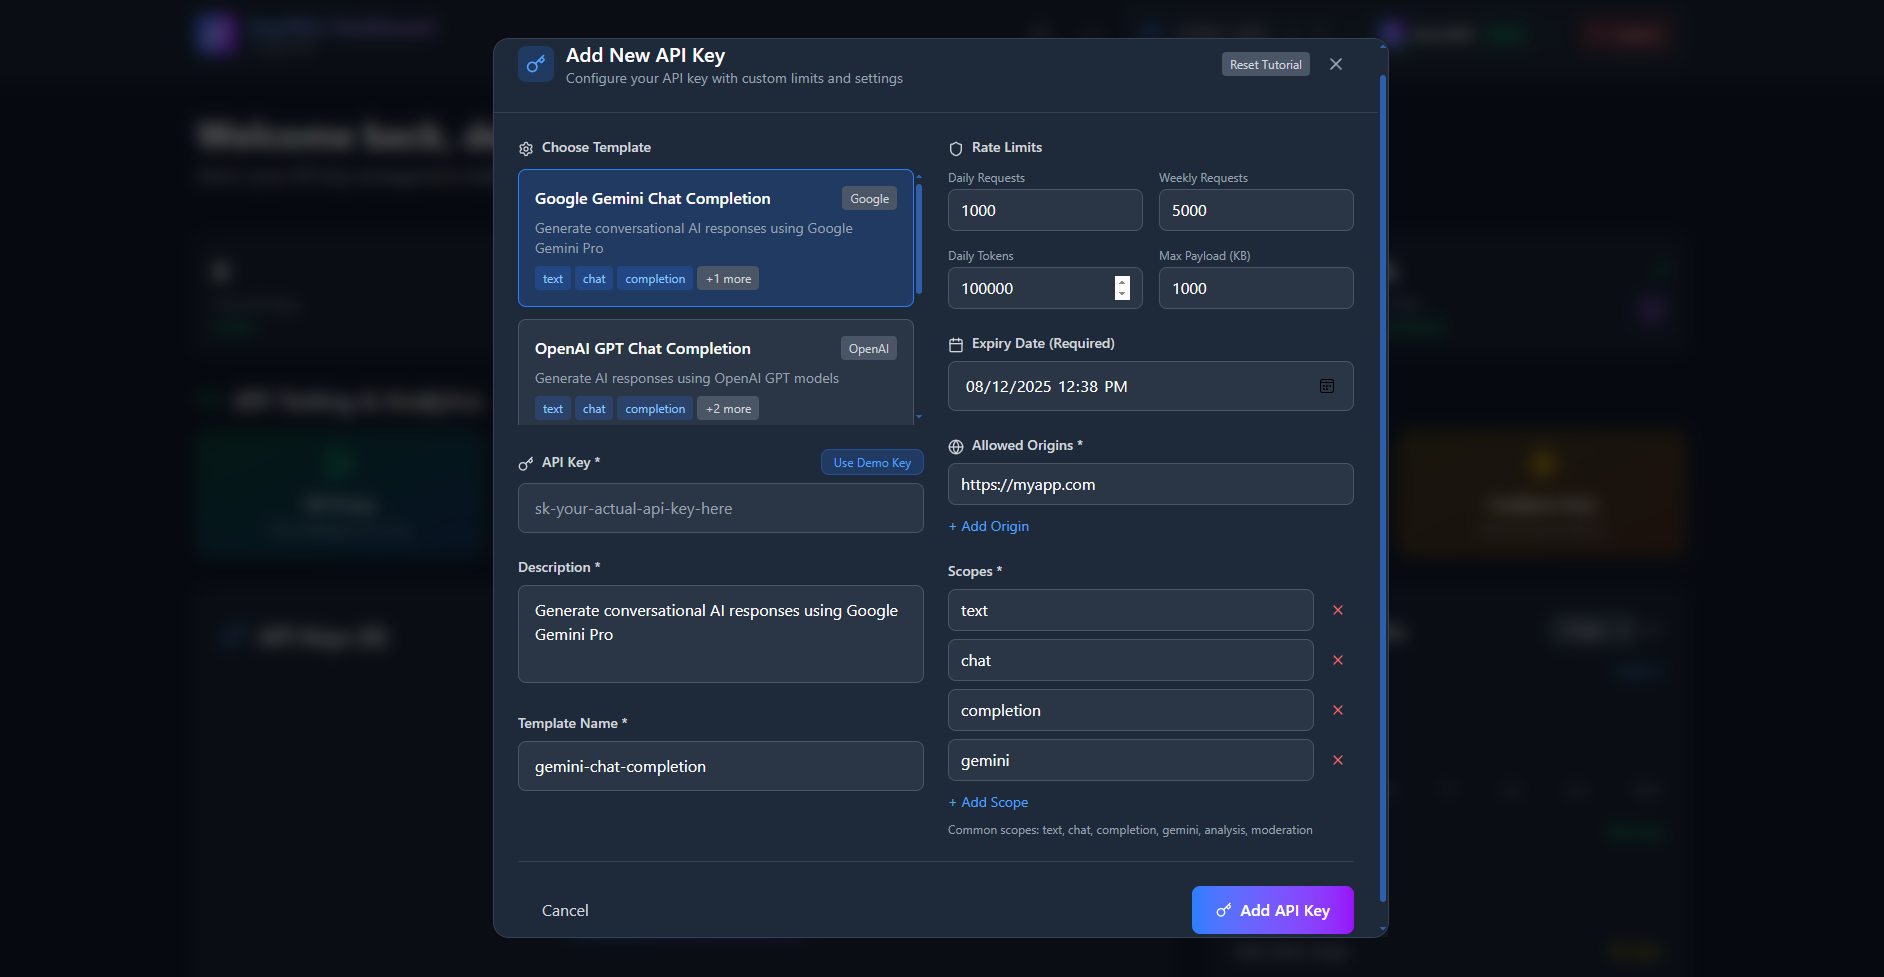 Add New API Key
Configure your API key with custom limits and settings
Reset Tutorial
Choose Template
Google Gemini Chat Completion
Google
Generate conversational AI responses using Google
Gemini Pro
text chat completion +1 more
OpenAI GPT Chat Completion
OpenAI
Generate AI responses using OpenAI GPT models
text chat completion +2 more
API Key *
Use Demo Key
sk-your-actual-api-key-here
Description *
Generate conversational AI responses using Google
Gemini Pro
Template Name *
gemini-chat-completion
Rate Limits
Daily Requests
Weekly Requests
1000
5000
Daily Tokens
Max Payload (KB)
100000
1000
Expiry Date (Required)
08/12/2025 12:38 PM
Allowed Origins *
https://myapp.com
+ Add Origin
Scopes *
text
chat
completion
gemini
+ Add Scope
Common scopes: text, chat, completion, gemini, analysis, moderation
Cancel
Add API Key
Welcome back,